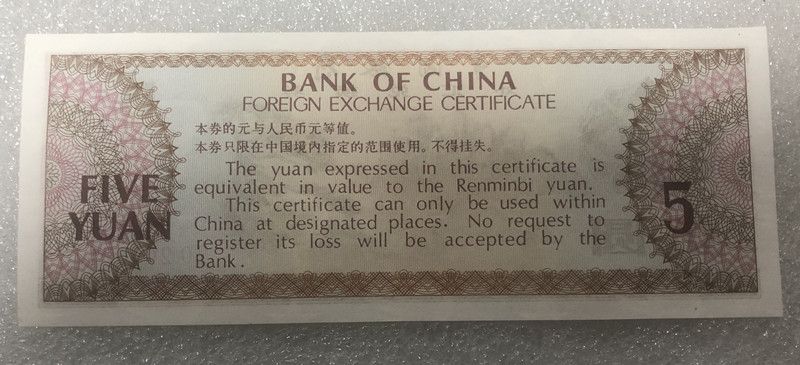 BANK OF CHINA
FOREIGN EXCHANGE CERTIFICATE
本券的元与人民币元等值。
本券只限在中国境内指定的范围使用。不得挂失。
The yuan expressed in this certificate is
equivalent in value to the Renminbi yuan.
This certificate can only be used within
China at designated places. No request to
register its loss will be accepted by the
Bank.
FIVE
YUAN
5